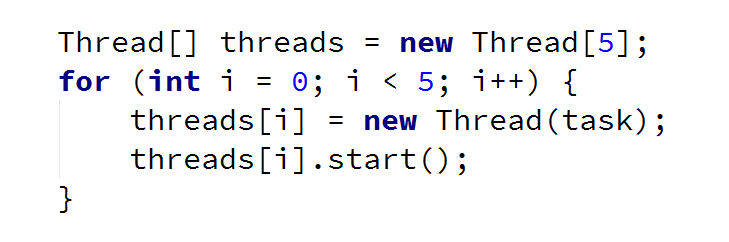 Thread[] threads = new Thread[5];
for (int i = 0; i < 5; i++) {
    threads[i] = new Thread(task);
    threads[i].start();
}